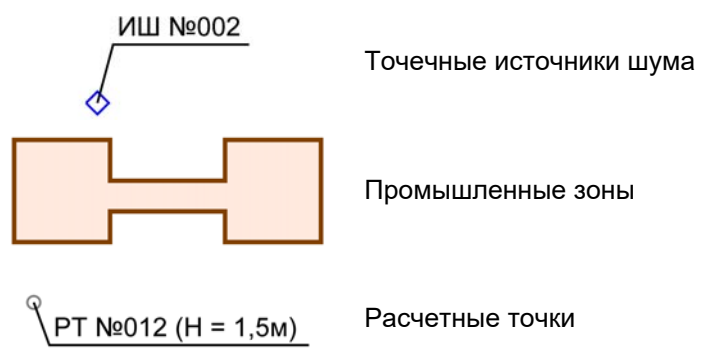 ИШ №002
Точечные источники шума
Промышленные зоны
РТ №012 (Н = 1,5м)
Расчетные точки